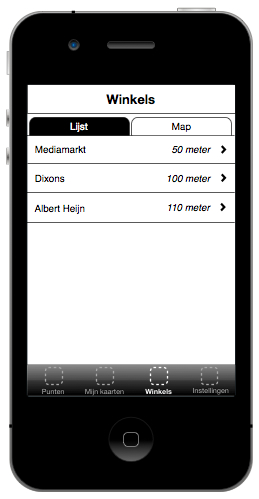 Winkels
Lijst Map
Mediamarkt 50 meter
Dixons 100 meter
Albert Heijn 110 meter
Punten Mijn kaarten Winkels Instellingen